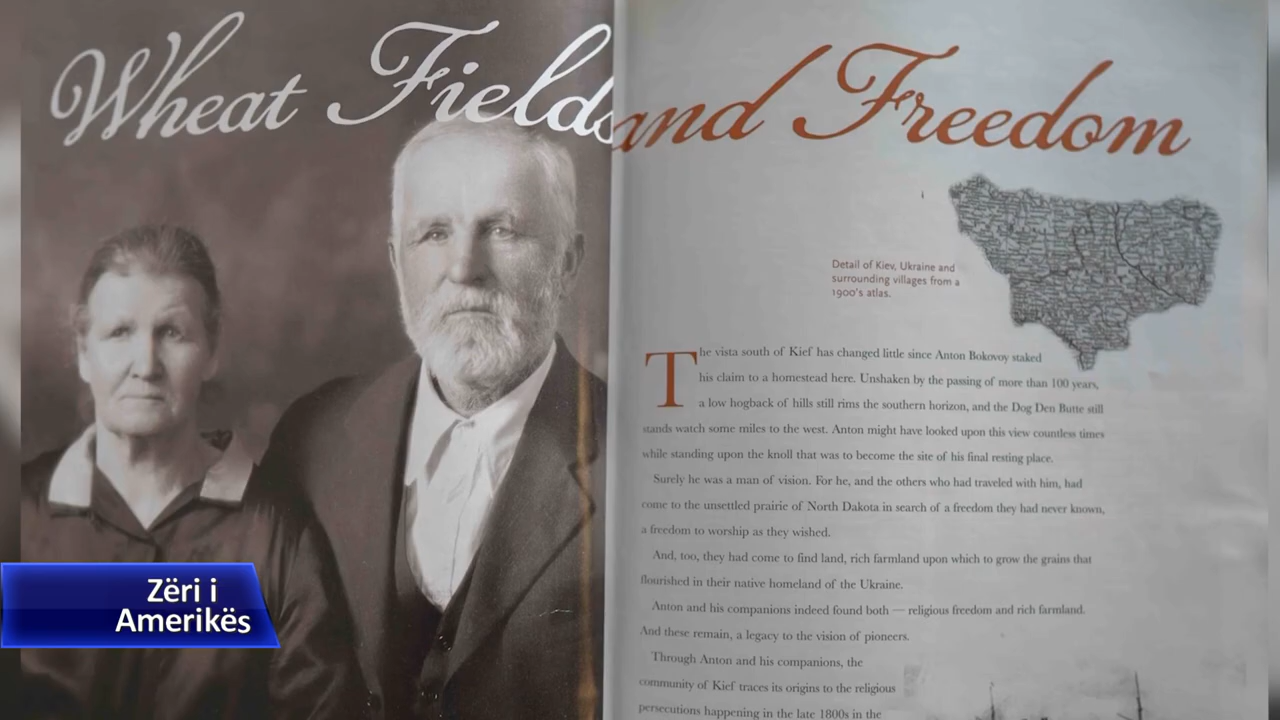 Wheat Fields and Freedom
Detail of Kiev, Ukraine and
surrounding villages from a
1900's atlas.
The vista south of Kief has changed little since Anton Bokovoy staked
his claim to a homestead here. Unshaken by the passing of more than 100 years,
a low hogback of hills still rims the southern horizon, and the Dog Den Butte still
stands watch some miles to the west. Anton might have looked upon this view countless times
while standing upon the knoll that was to become the site of his final resting place.
Surely he was a man of vision. For he, and the others who had traveled with him, had
come to the unsettled prairie of North Dakota in search of a freedom they had never known,
a freedom to worship as they wished.
And, too, they had come to find land, rich farmland upon which to grow the grains that
flourished in their native homeland of the Ukraine.
Anton and his companions indeed found both — religious freedom and rich farmland.
And these remain, a legacy to the vision of pioneers.
Through Anton and his companions, the
community of Kief traces its origins to the religious
persecutions happening in the late 1800s in the
Zëri i
Amerikës